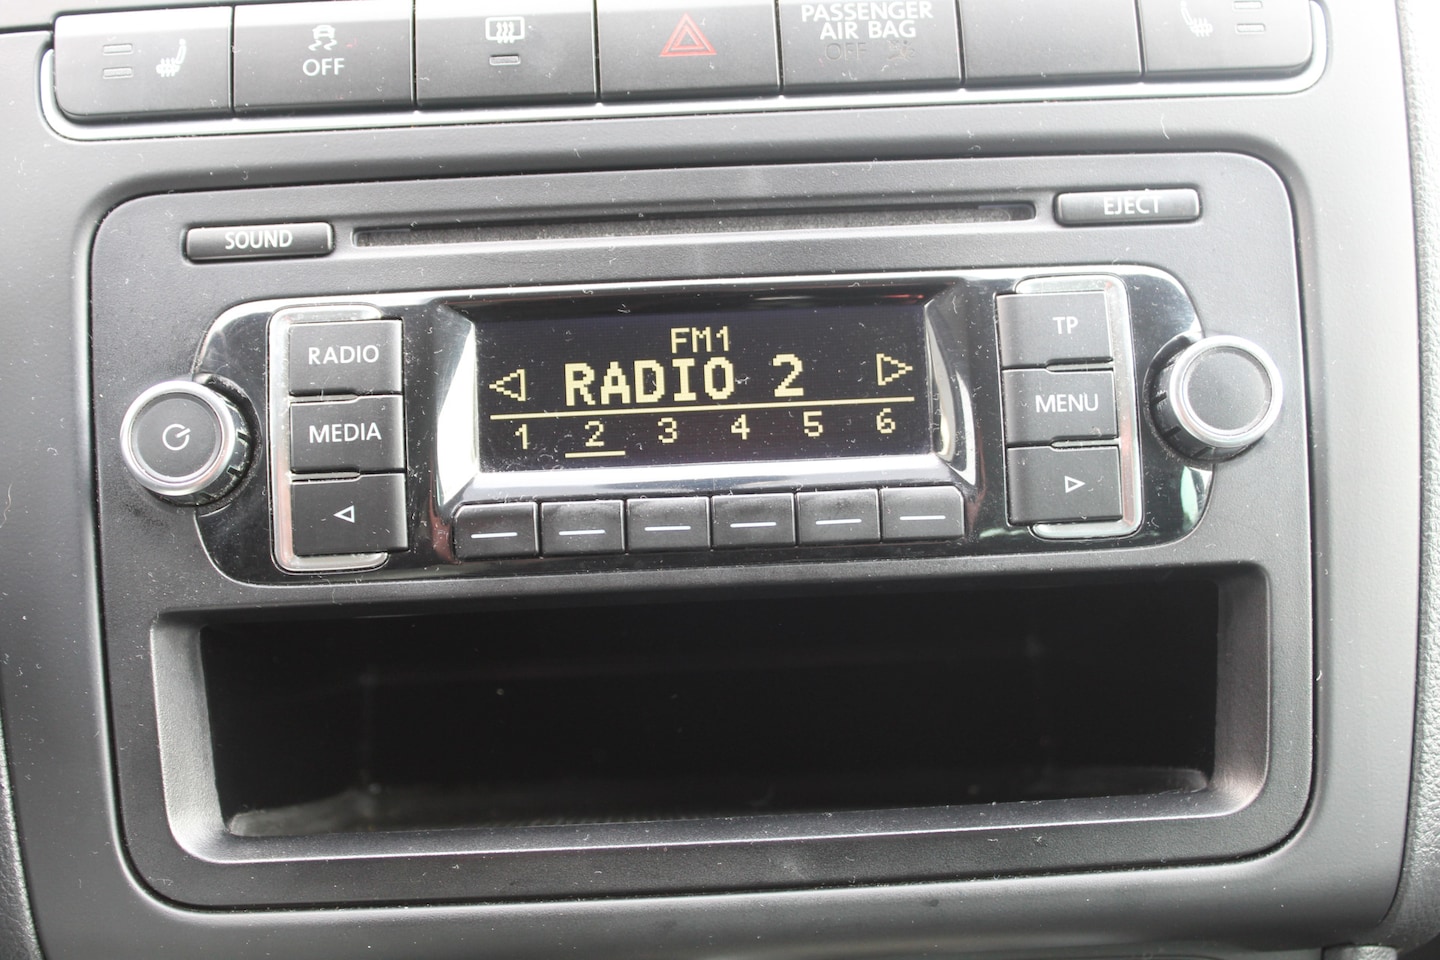 OFF
PASSENGER
AIR BAG
OFF
SOUND
EJECT
RADIO
MEDIA
FM1
RADIO 2
1 2 3 4 5 6
TP
MENU